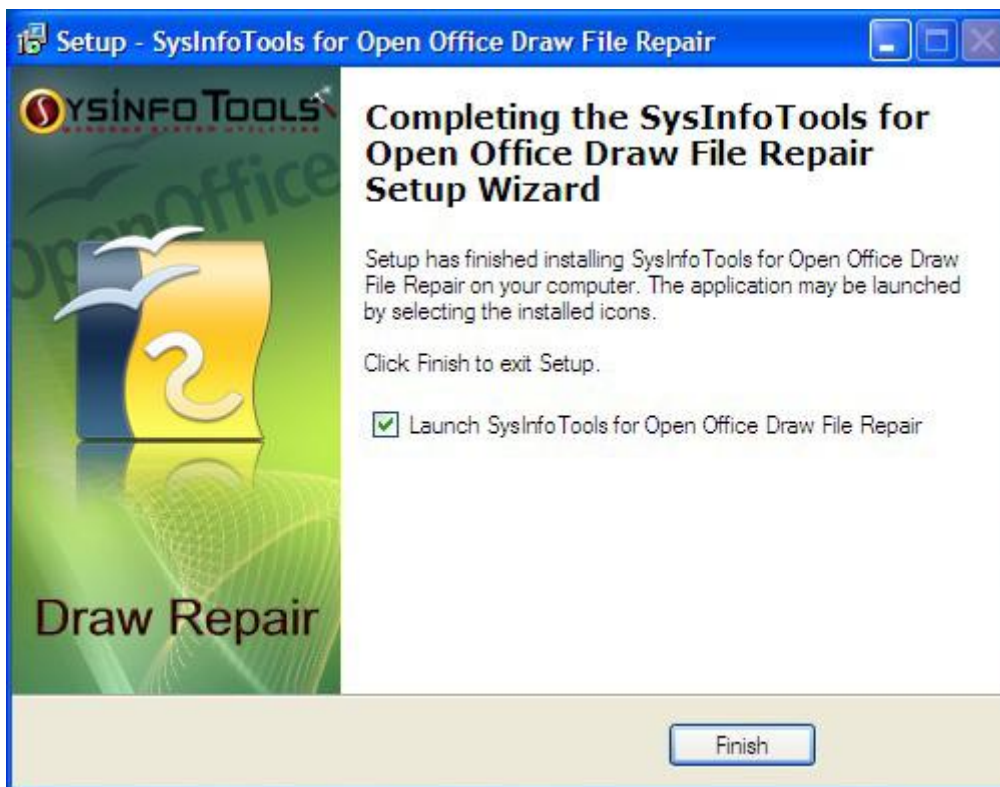 Setup - SysInfoTools for Open Office Draw File Repair
SYSINFO TOOLS
OpenOffice
Draw Repair
Completing the SysInfoTools for
Open Office Draw File Repair
Setup Wizard
Setup has finished installing SysInfoTools for Open Office Draw
File Repair on your computer. The application may be launched
by selecting the installed icons.
Click Finish to exit Setup.
Launch SysInfoTools for Open Office Draw File Repair
Finish